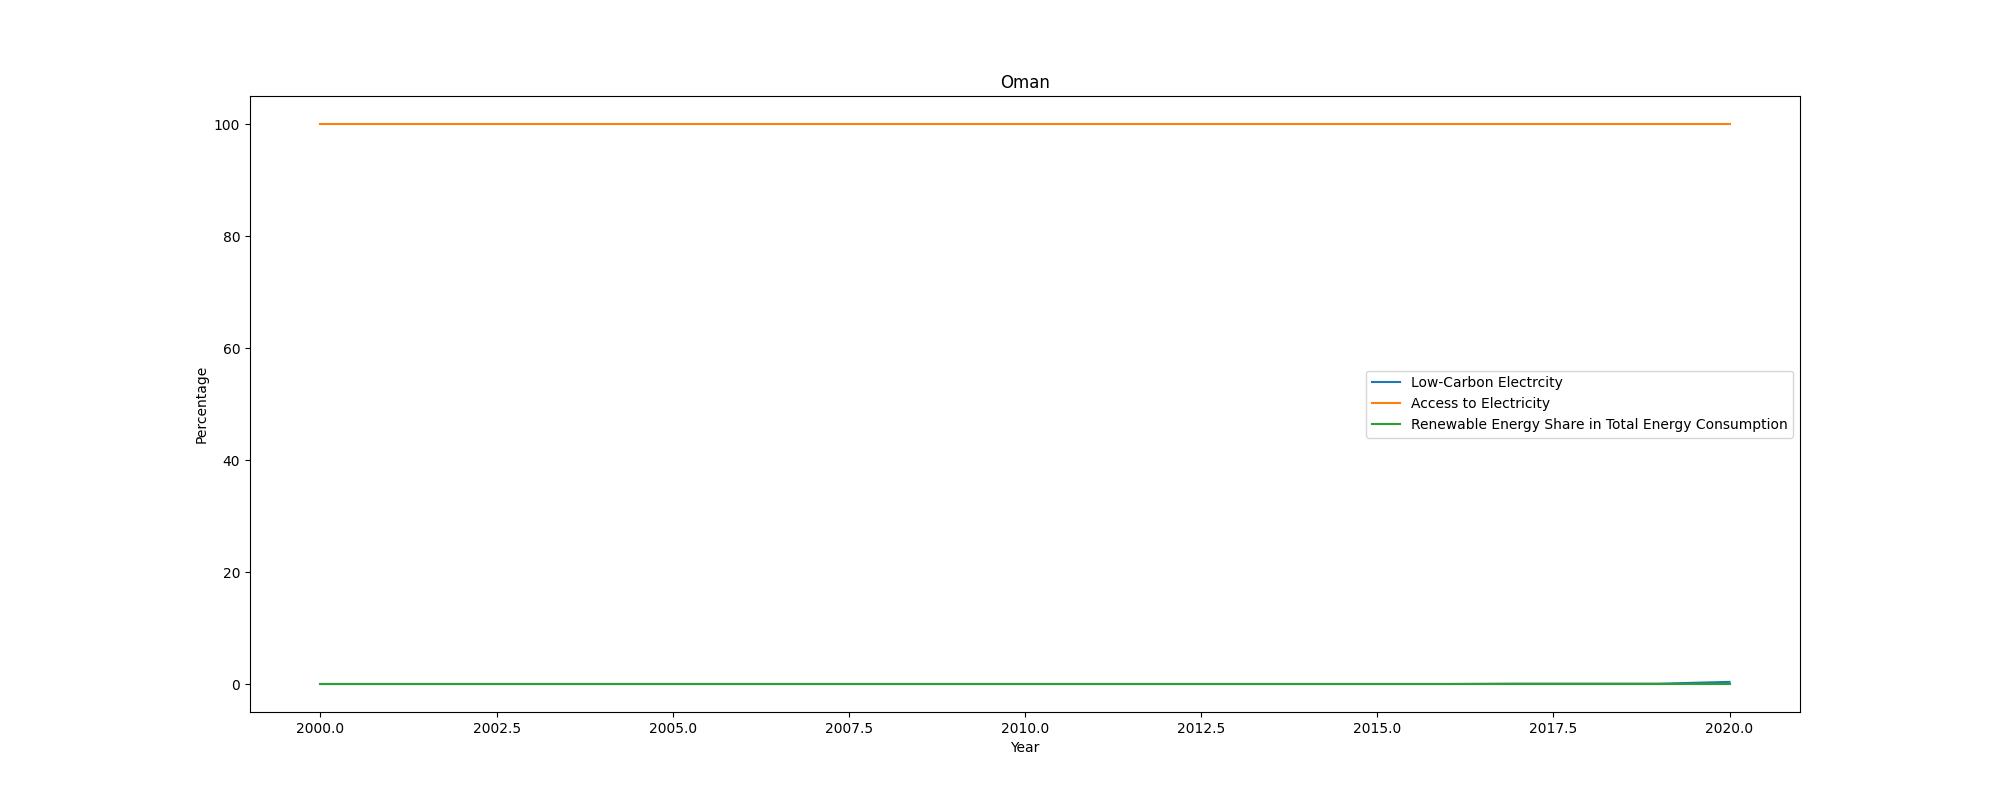 Oman
100
80
60
40
20
0
Percentage
Low-Carbon Electrcity
Access to Electricity
Renewable Energy Share in Total Energy Consumption
2000.0 2002.5 2005.0 2007.5 2010.0 2012.5 2015.0 2017.5 2020.0
Year